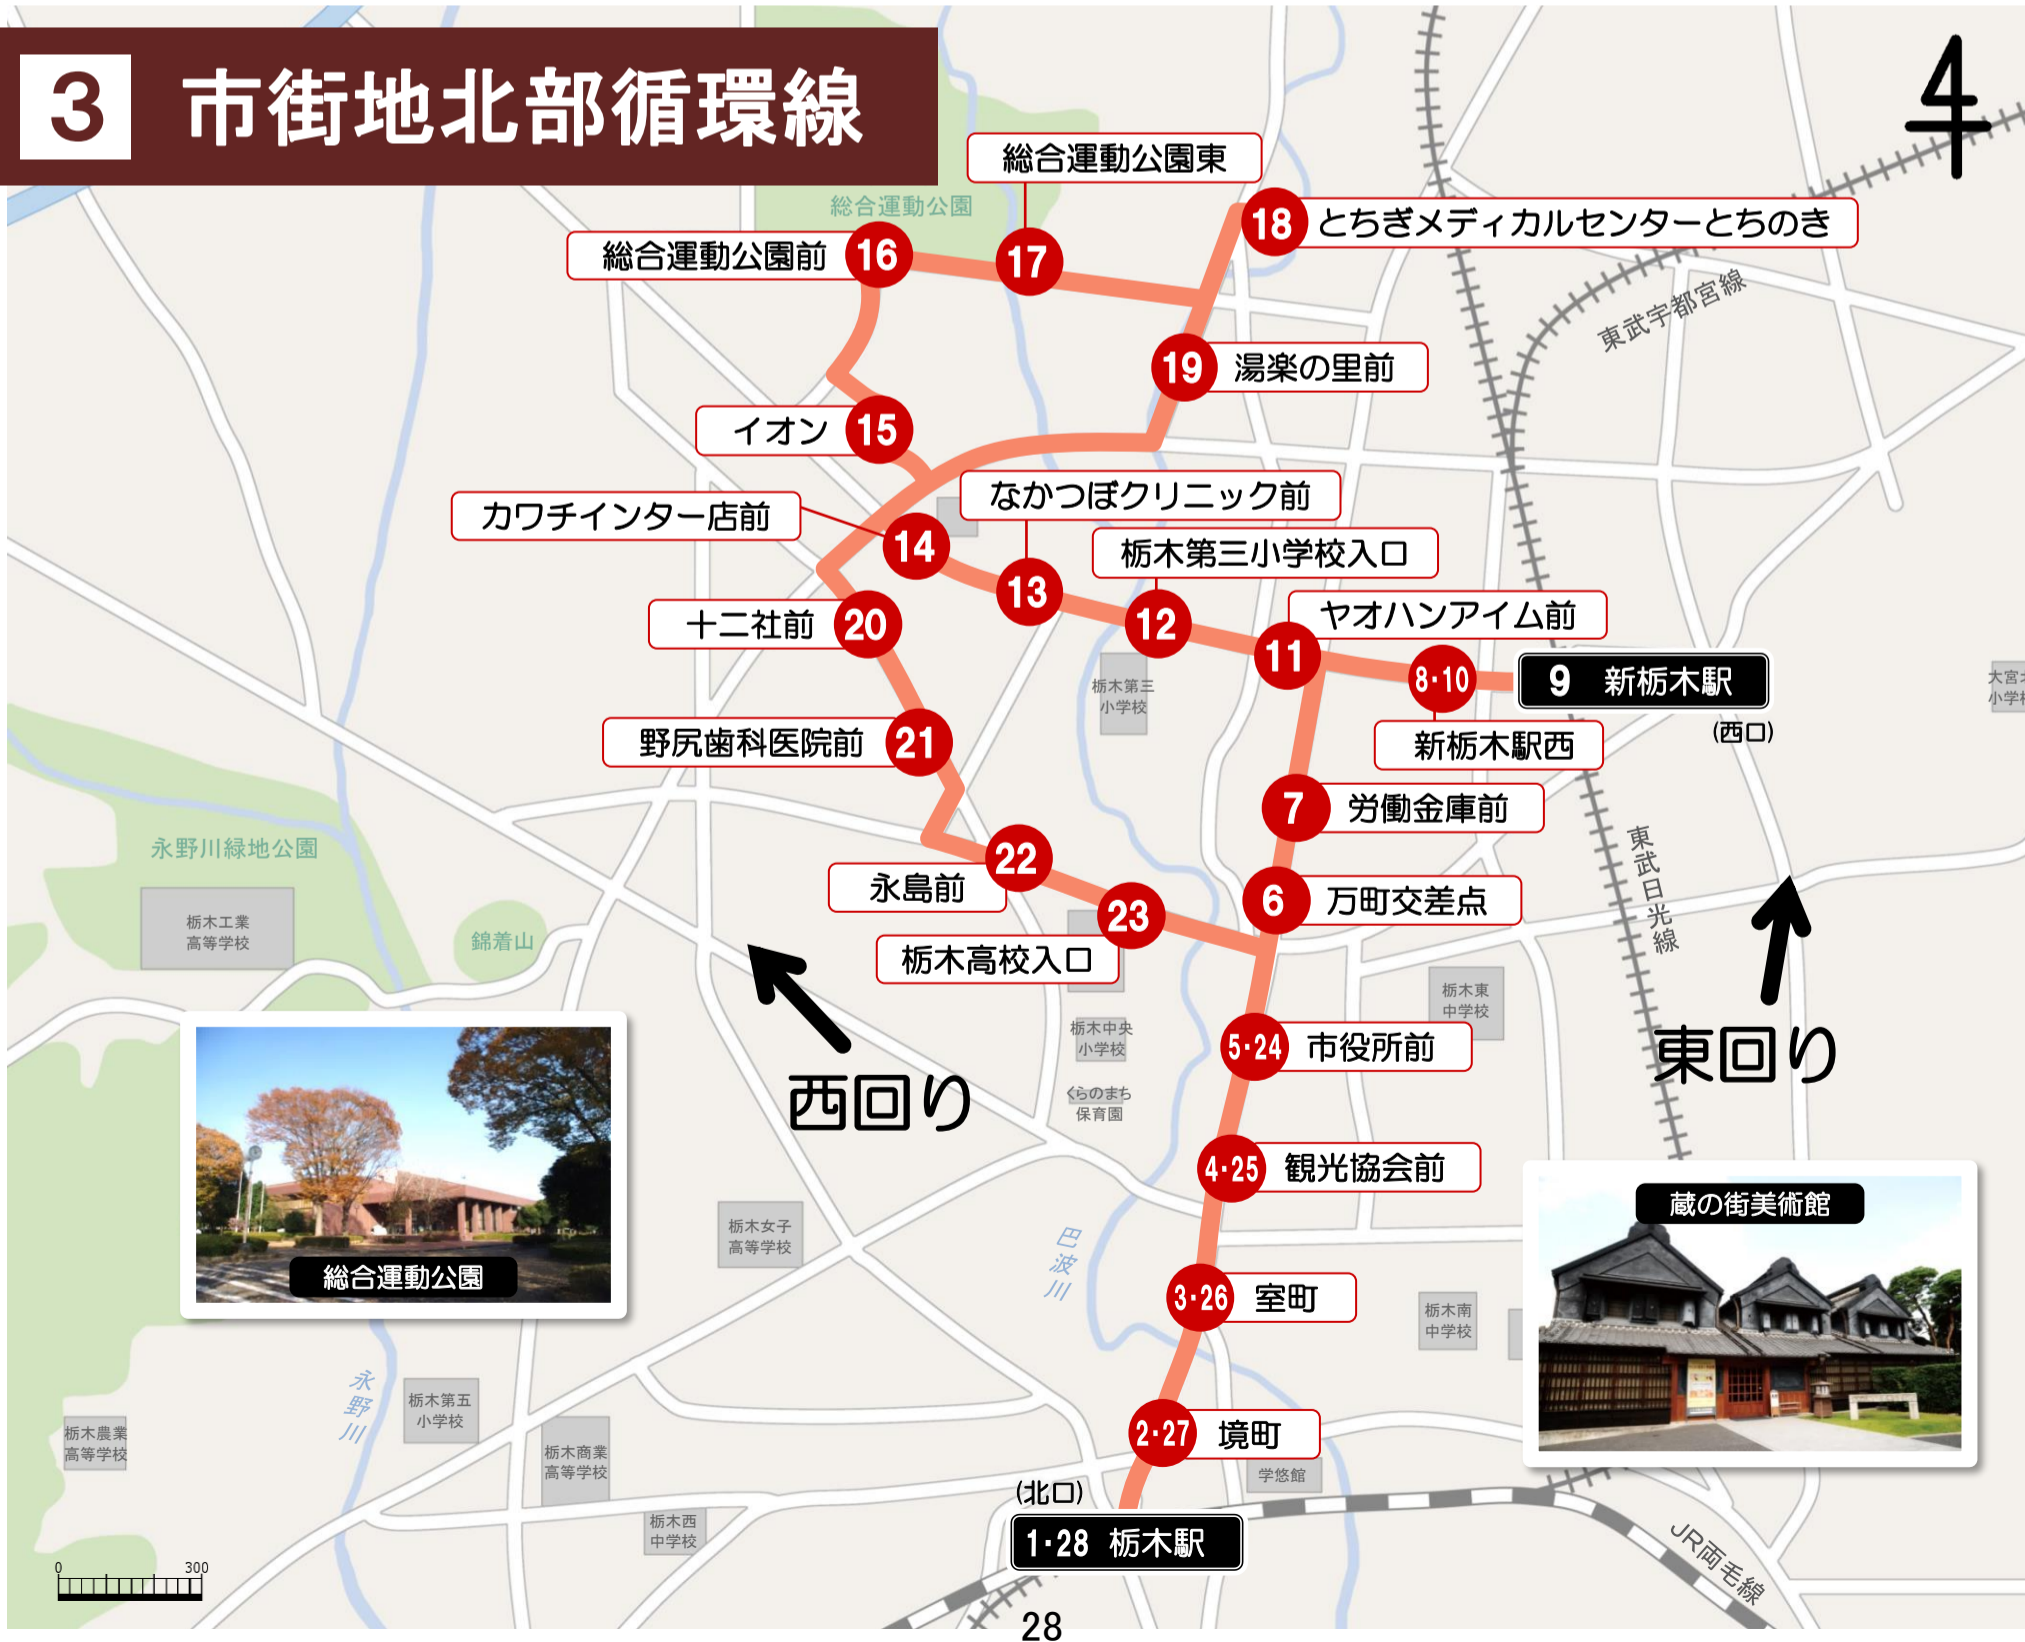 3 市街地北部循環線
総合運動公園東
総合運動公園
18 とちぎメディカルセンターとちのき
総合運動公園前 16
17
東武宇都宮線
19 湯楽の里前
イオン 15
なかつぼクリニック前
カワチインター店前
14
栃木第三小学校入口
13
12
ヤオハンアイム前
11
十二社前 20
8·10
9 新栃木駅
(西口)
新栃木駅西
栃木第三
小学校
野尻歯科医院前 21
7 労働金庫前
東武日光線
永野川緑地公園
22
永島前
6 万町交差点
23
栃木高校入口
栃木工業
高等学校
錦着山
栃木東
中学校
5·24 市役所前
栃木中央
小学校
東回り
西回り
くらのまち
保育園
4·25 観光協会前
蔵の街美術館
栃木女子
高等学校
巴波川
総合運動公園
3·26 室町
栃木南
中学校
永野川
栃木第五
小学校
2·27 境町
栃木農業
高等学校
栃木商業
高等学校
学悠館
(北口)
1·28 栃木駅
栃木西
中学校
JR両毛線
0 300
28